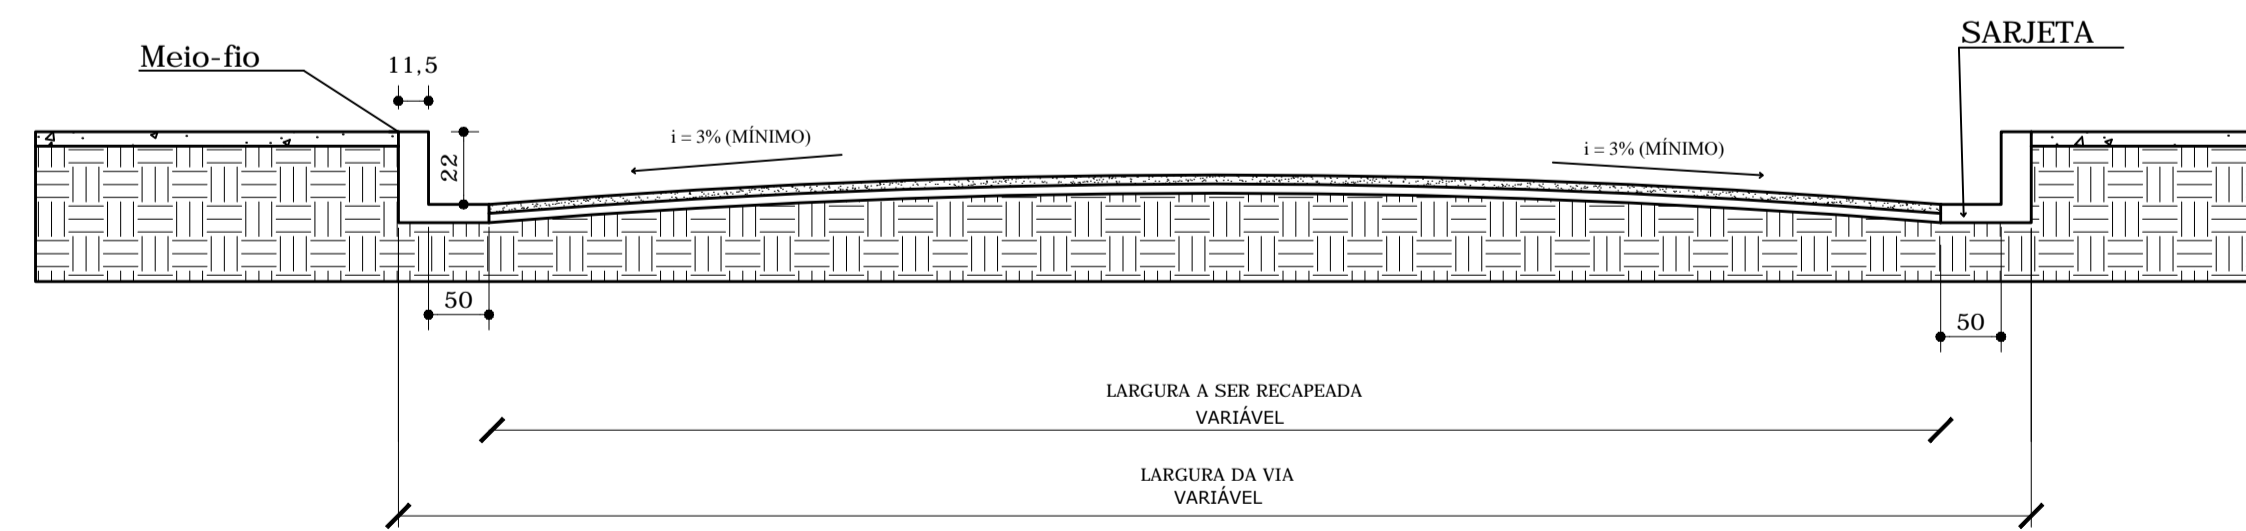 SARJETA
Meio-fio
11,5
i = 3% (MÍNIMO)
i = 3% (MÍNIMO)
22
50
50
LARGURA A SER RECAPEADA
VARIÁVEL
LARGURA DA VIA
VARIÁVEL